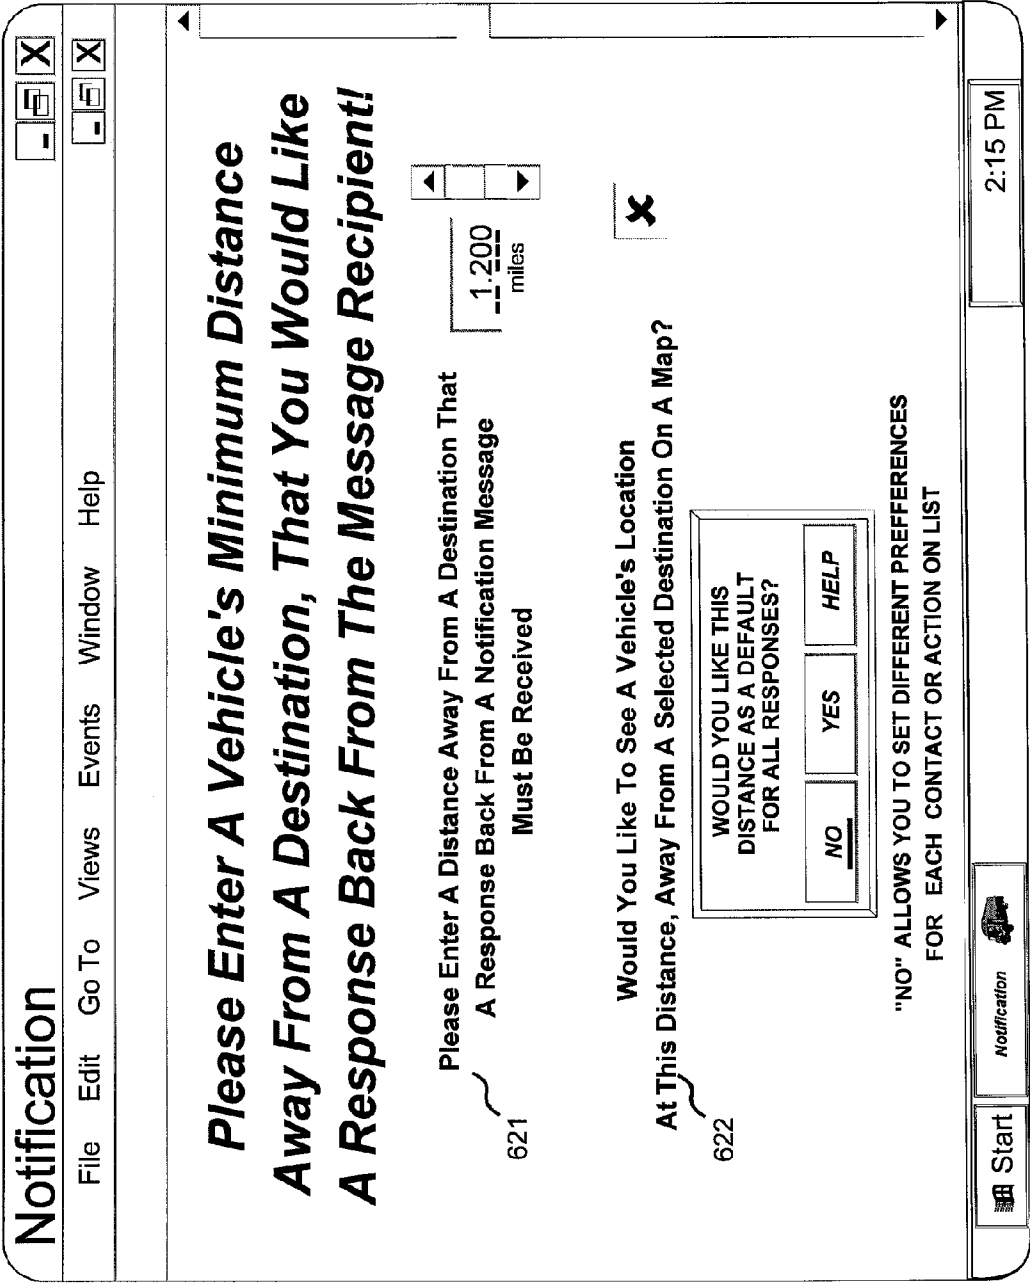 Notification
File Edit Go To Views Events Window Help
Please Enter A Vehicle's Minimum Distance
Away From A Destination, That You Would Like
A Response Back From The Message Recipient!
Please Enter A Distance Away From A Destination That
A Response Back From A Notification Message
Must Be Received
1.200
miles
621
Would You Like To See A Vehicle's Location
At This Distance, Away From A Selected Destination On A Map?
622
WOULD YOU LIKE THIS
DISTANCE AS A DEFAULT
FOR ALL RESPONSES?
NO YES HELP
"NO" ALLOWS YOU TO SET DIFFERENT PREFFERENCES
FOR EACH CONTACT OR ACTION ON LIST
Start Notification 2:15 PM